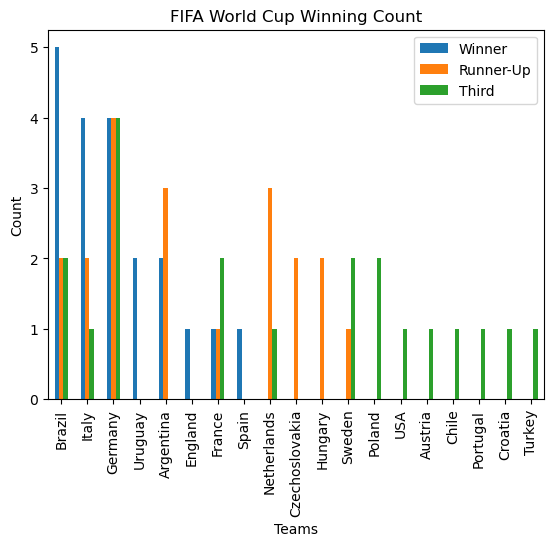 FIFA World Cup Winning Count
Winner
Runner-Up
Third
Count
5
4
3
2
1
0
Brazil
Italy
Germany
Uruguay
Argentina
England
France
Spain
Netherlands
Czechoslovakia
Hungary
Sweden
Poland
USA
Austria
Chile
Portugal
Croatia
Turkey
Teams